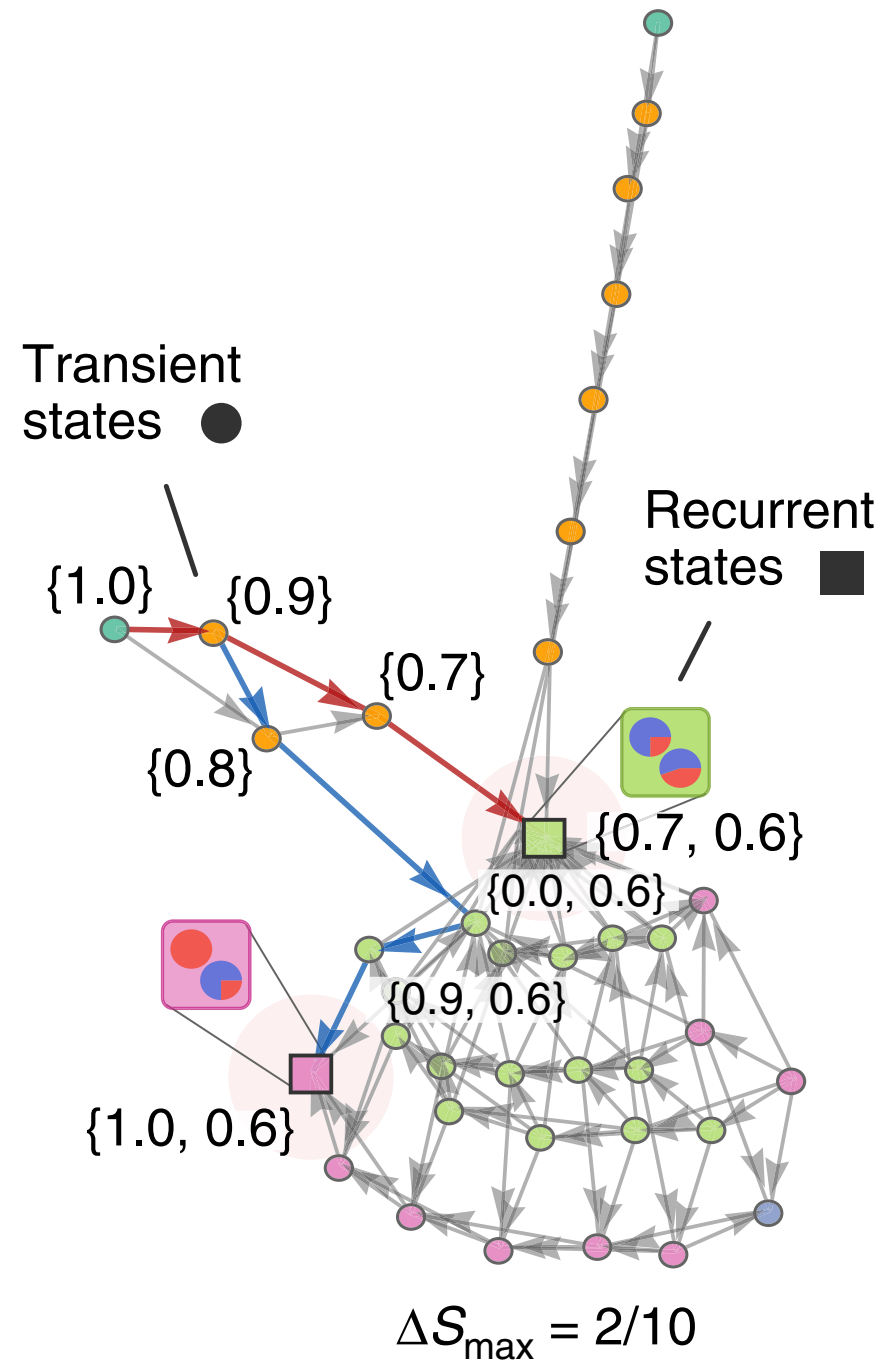 Transient
states
Recurrent
states
{1.0}
{0.9}
{0.7}
{0.8}
{0.7, 0.6}
{0.0, 0.6}
{0.9, 0.6}
{1.0, 0.6}
ΔSmax = 2/10